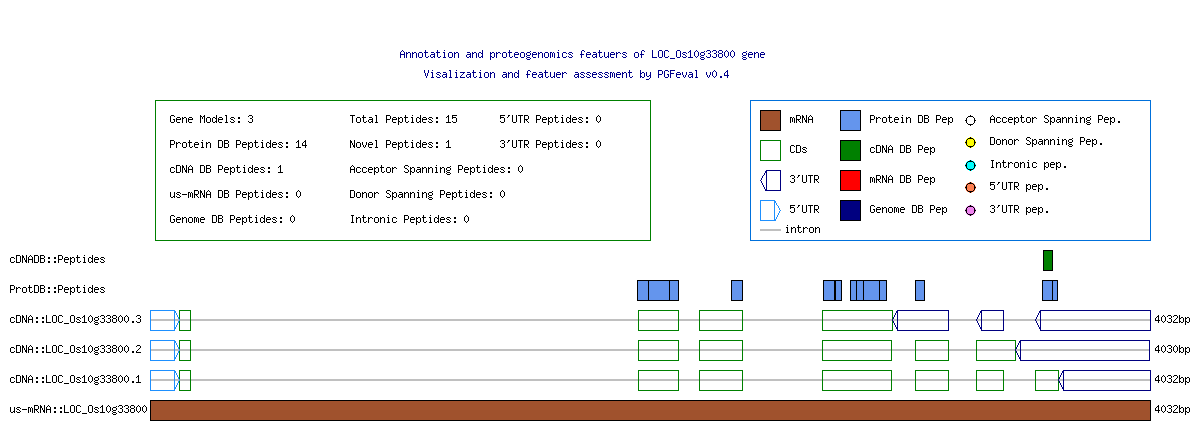 Annotation and proteogenomics featuers of LOC_Os10g33800 gene
Visalization and featuer assessment by PGFeval v0.4
Gene Models: 3
Total Peptides: 15
5'UTR Peptides: 0
Protein DB Peptides: 14
Novel Peptides: 1
3'UTR Peptides: 0
cDNA DB Peptides: 1
Acceptor Spanning Peptides: 0
us-mRNA DB Peptides: 0
Donor Spanning Peptides: 0
Genome DB Peptides: 0
Intronic Peptides: 0
mRNA
Protein DB Pep
Acceptor Spanning Pep.
CDs
cDNA DB Pep
Donor Spanning Pep.
3'UTR
mRNA DB Pep
Intronic pep.
5'UTR
Genome DB Pep
5'UTR pep.
3'UTR pep.
intron
cDNADB::Peptides
ProtDB::Peptides
cDNA::LOC_Os10g33800.3
4032bp
cDNA::LOC_Os10g33800.2
4030bp
cDNA::LOC_Os10g33800.1
4032bp
us-mRNA::LOC_Os10g33800
4032bp